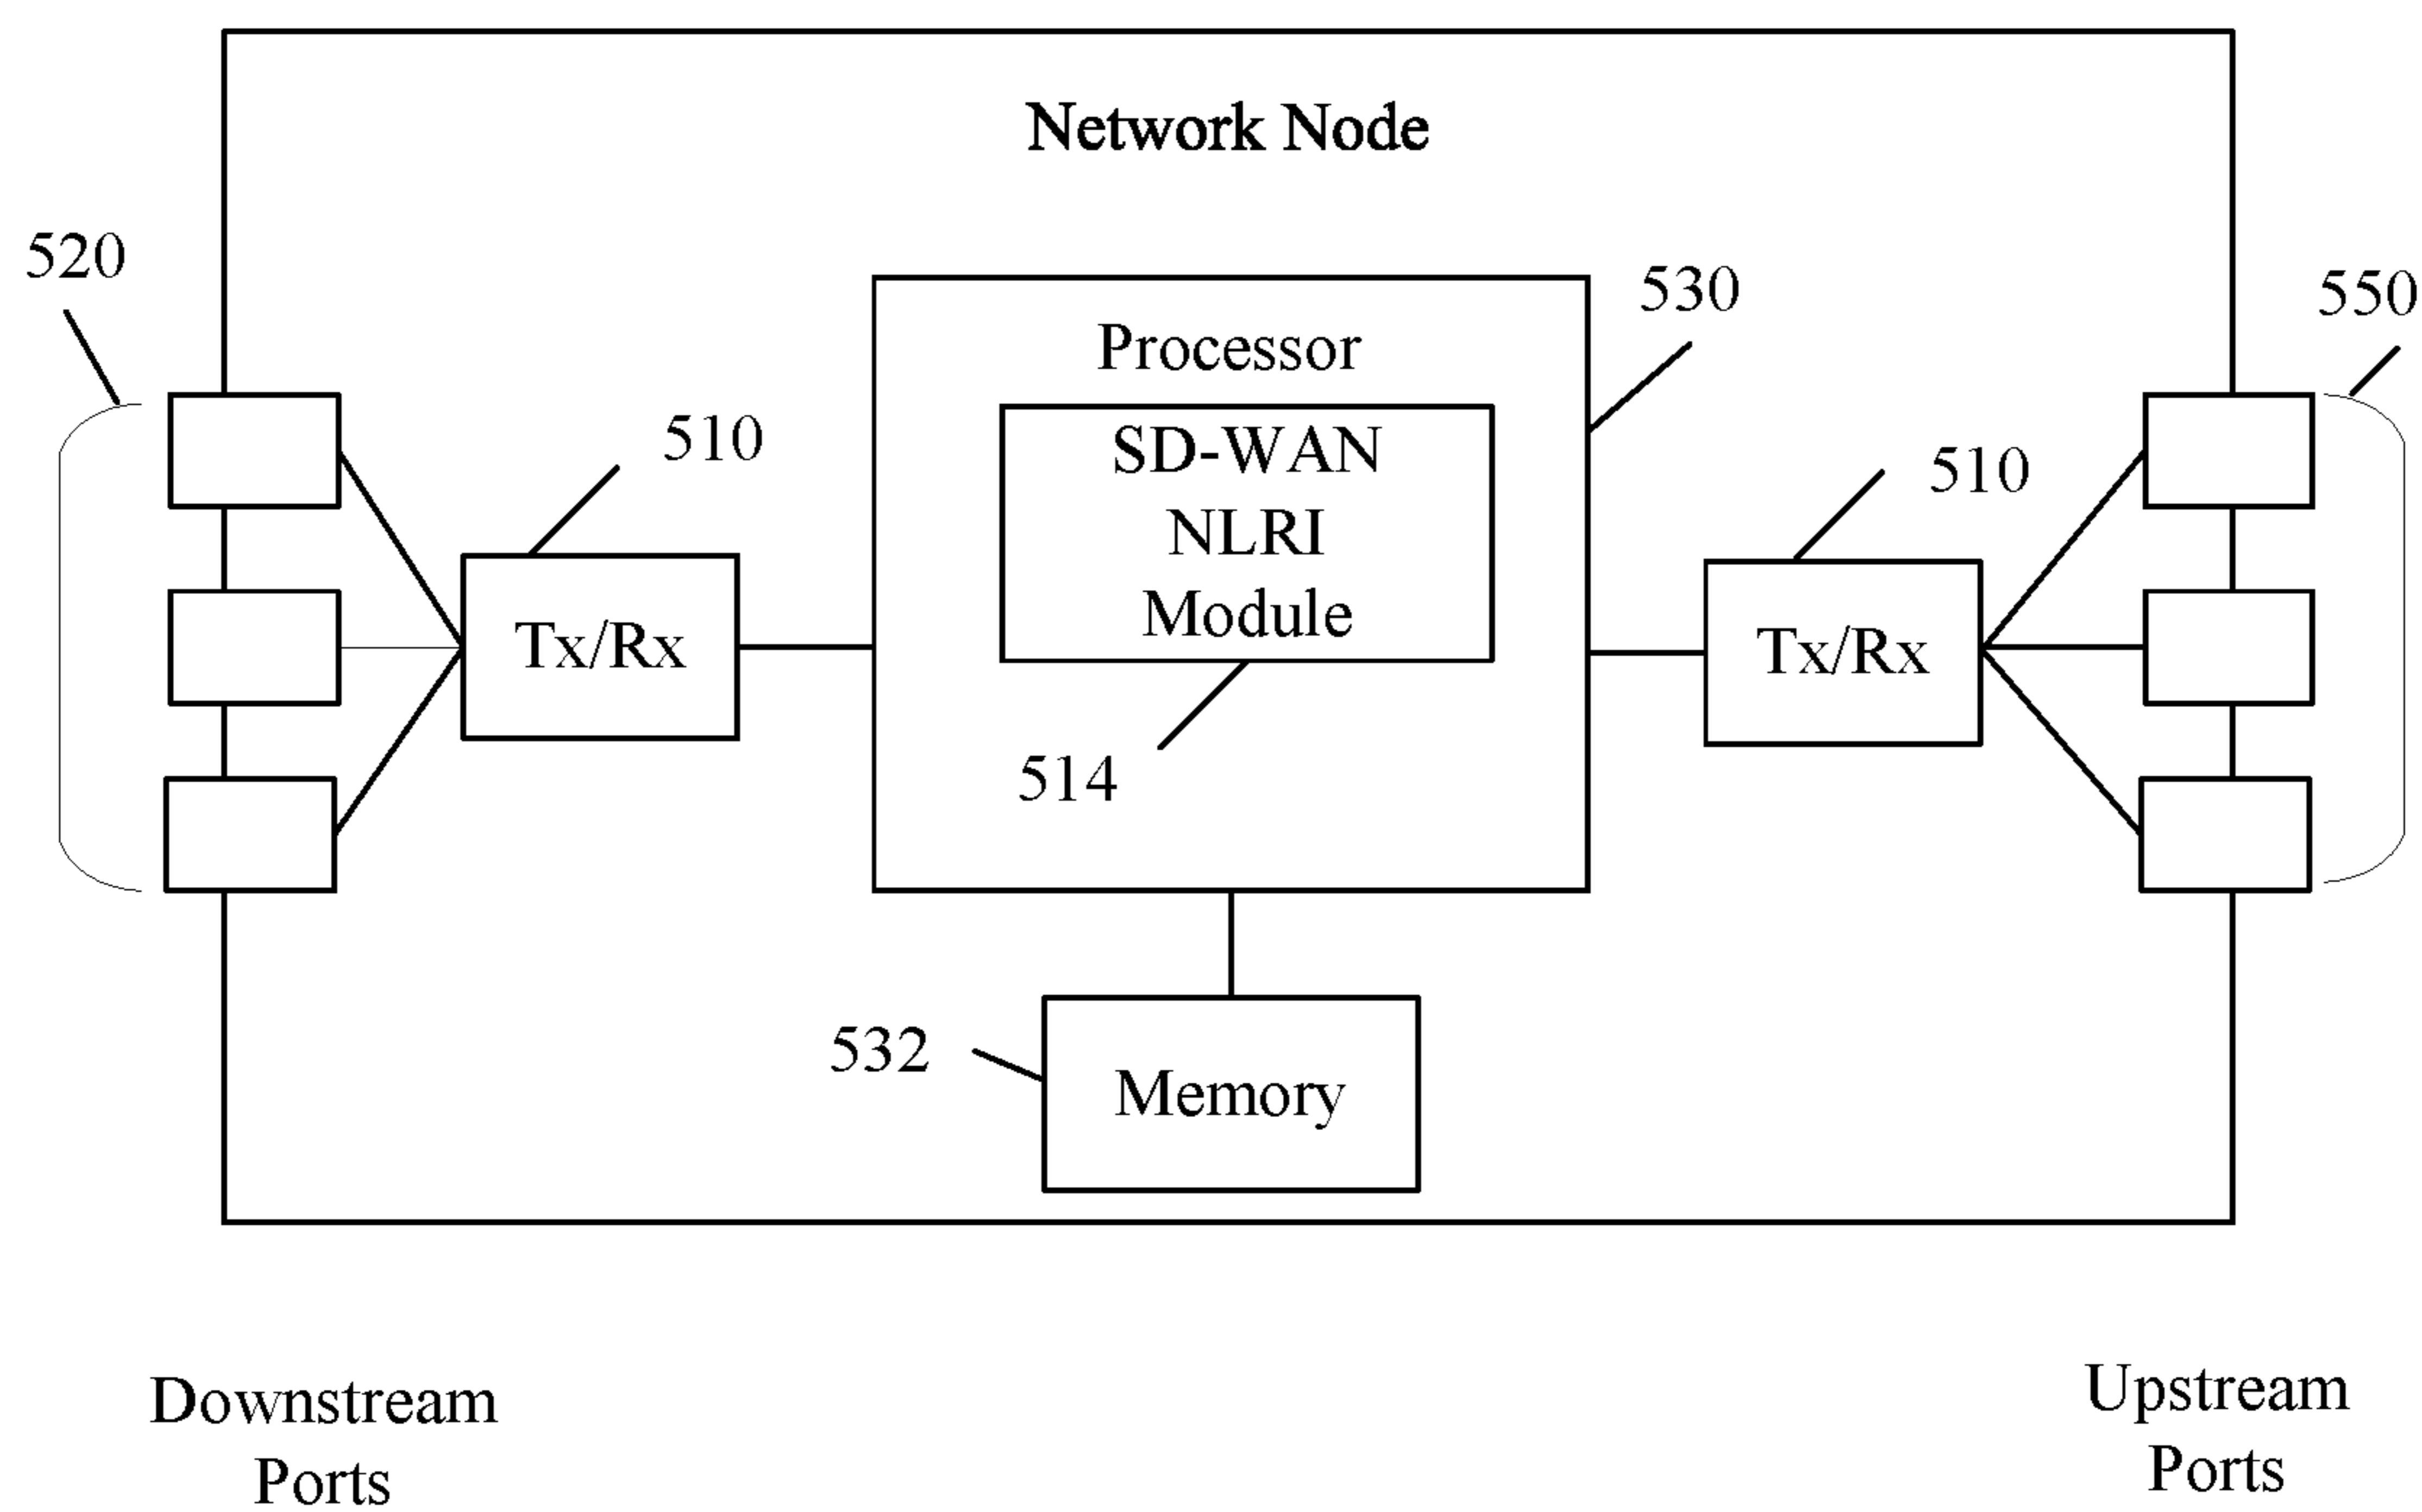 Network Node
520
530
550
Processor
510
SD-WAN
NLRI
Module
510
Tx/Rx
Tx/Rx
514
532
Memory
Downstream
Ports
Upstream
Ports